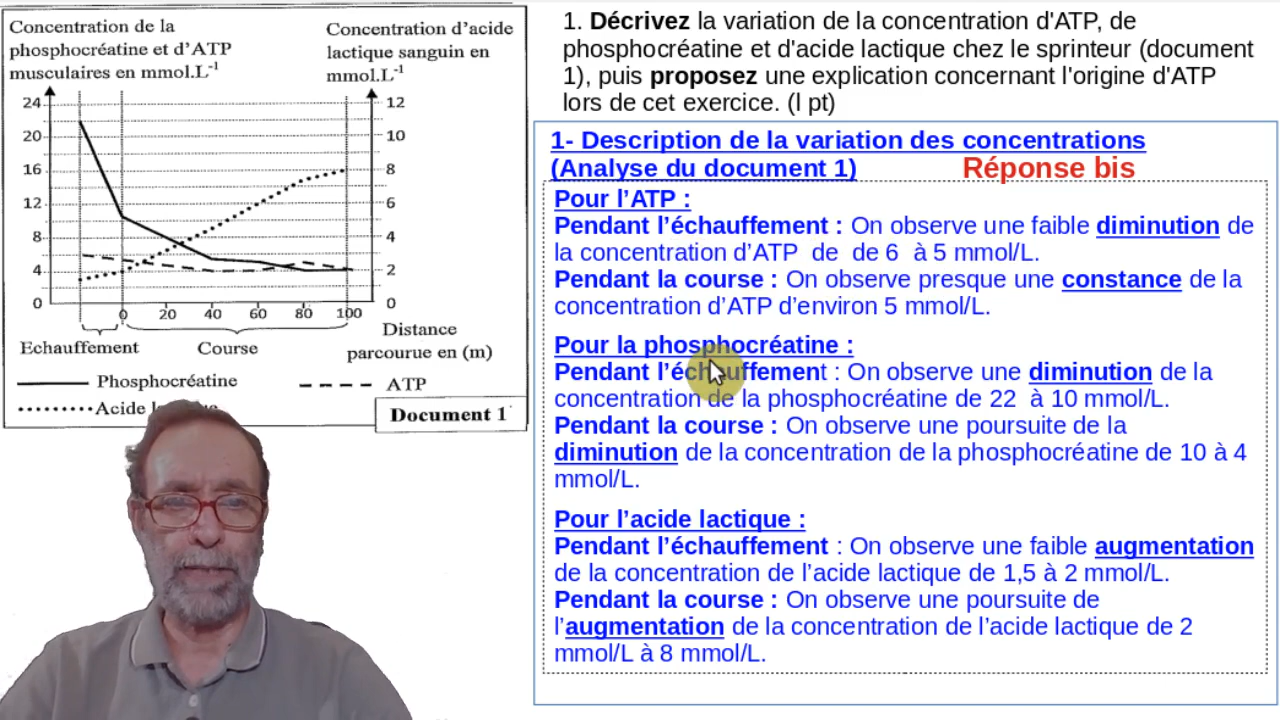 Concentration de la
phosphocréatine et d'ATP
musculaires en mmol.L⁻¹
Concentration d'acide
lactique sanguin en
mmol.L⁻¹
24
20
16
12
8
4
0
12
10
8
6
4
2
0
0 20 40 60 80 100
Distance
parcourue en (m)
Echauffement
Course
Phosphocréatine
ATP
Acide
Document 1
1. Décrivez la variation de la concentration d'ATP, de
phosphocréatine et d'acide lactique chez le sprinteur (document
1), puis proposez une explication concernant l'origine d'ATP
lors de cet exercice. (l pt)
1- Description de la variation des concentrations
(Analyse du document 1)
Réponse bis
Pour l’ATP :
Pendant l’échauffement : On observe une faible diminution de
la concentration d’ATP de de 6 à 5 mmol/L.
Pendant la course : On observe presque une constance de la
concentration d’ATP d’environ 5 mmol/L.
Pour la phosphocréatine :
Pendant l’échauffement : On observe une diminution de la
concentration de la phosphocréatine de 22 à 10 mmol/L.
Pendant la course : On observe une poursuite de la
diminution de la concentration de la phosphocréatine de 10 à 4
mmol/L.
Pour l’acide lactique :
Pendant l’échauffement : On observe une faible augmentation
de la concentration de l’acide lactique de 1,5 à 2 mmol/L.
Pendant la course : On observe une poursuite de
l’augmentation de la concentration de l’acide lactique de 2
mmol/L à 8 mmol/L.